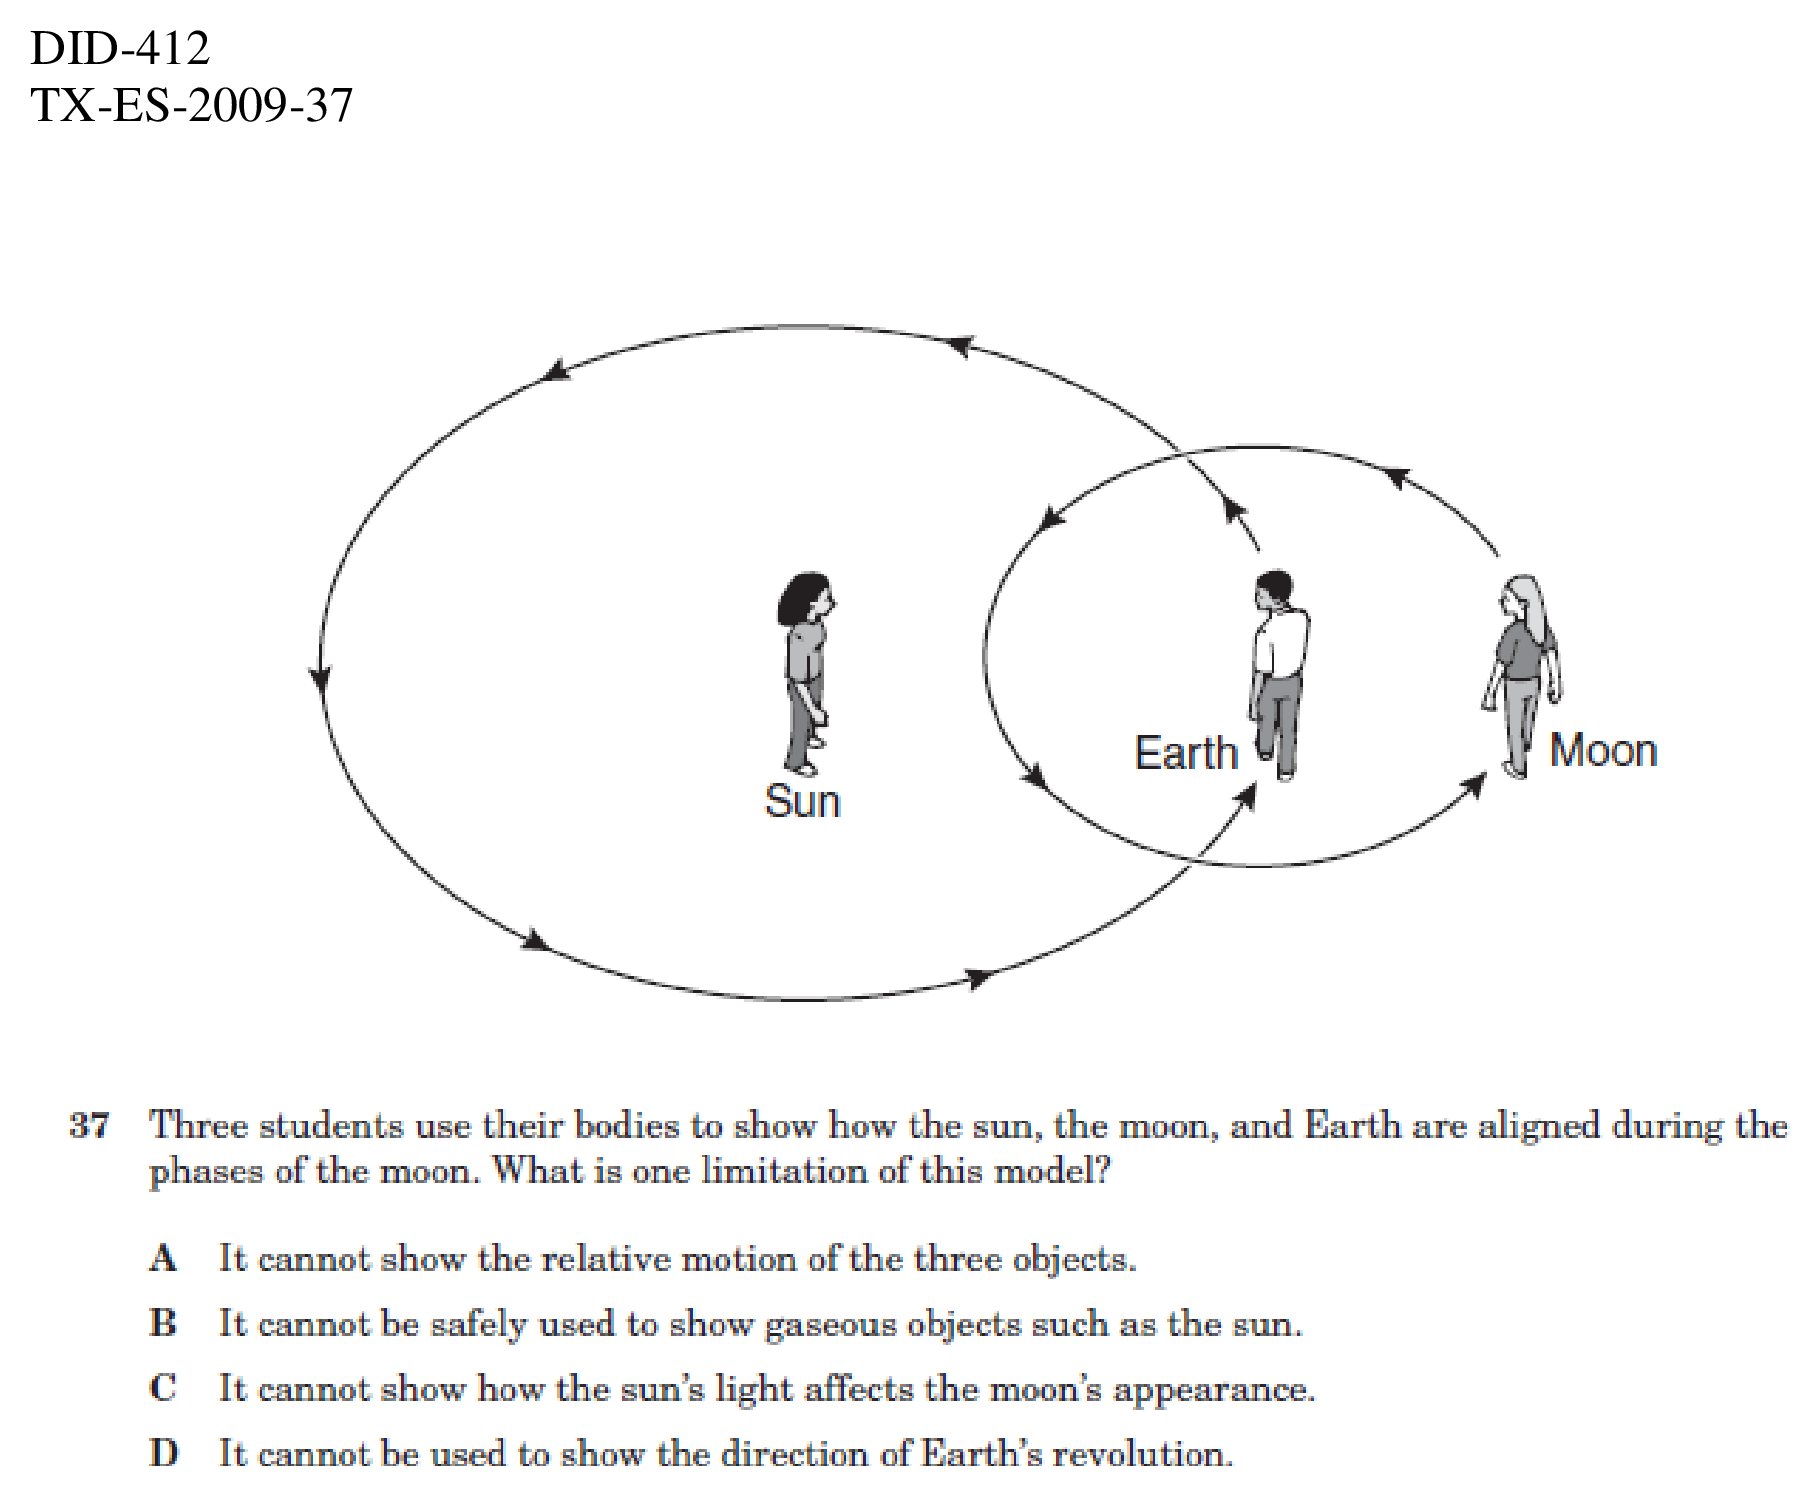 DID-412
TX-ES-2009-37
Sun
Earth
Moon
37 Three students use their bodies to show how the sun, the moon, and Earth are aligned during the
phases of the moon. What is one limitation of this model?
A It cannot show the relative motion of the three objects.
B It cannot be safely used to show gaseous objects such as the sun.
C It cannot show how the sun's light affects the moon's appearance.
D It cannot be used to show the direction of Earth's revolution.